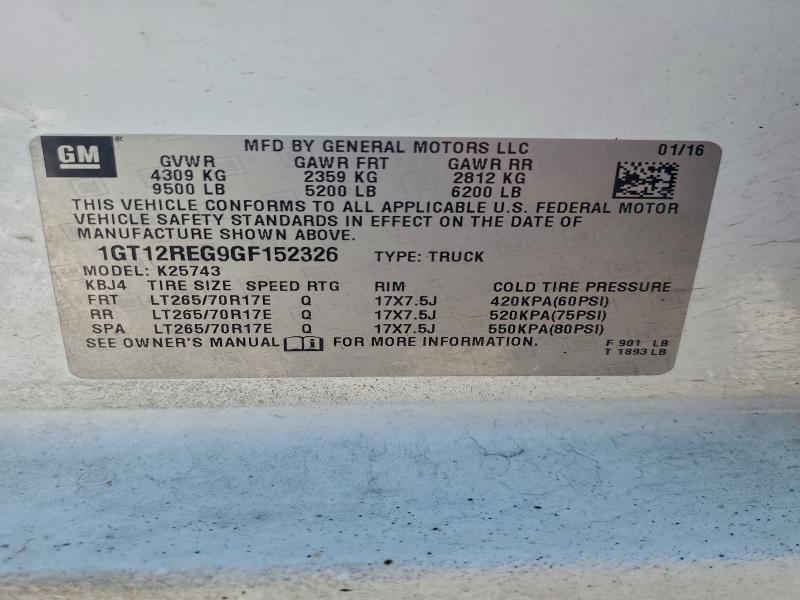 GM ®
MFD BY GENERAL MOTORS LLC 01/16
GVWR GAWR FRT GAWR RR
4309 KG 2359 KG 2812 KG
9500 LB 5200 LB 6200 LB
THIS VEHICLE CONFORMS TO ALL APPLICABLE U.S. FEDERAL MOTOR
VEHICLE SAFETY STANDARDS IN EFFECT ON THE DATE OF
MANUFACTURE SHOWN ABOVE.
1GT12REG9GF152326 TYPE: TRUCK
MODEL: K25743
KBJ4 TIRE SIZE SPEED RTG RIM COLD TIRE PRESSURE
FRT LT265/70R17E Q 17X7.5J 420KPA(60PSI)
RR LT265/70R17E Q 17X7.5J 520KPA(75PSI)
SPA LT265/70R17E Q 17X7.5J 550KPA(80PSI)
SEE OWNER'S MANUAL FOR MORE INFORMATION.
F 901 LB
T 1893 LB